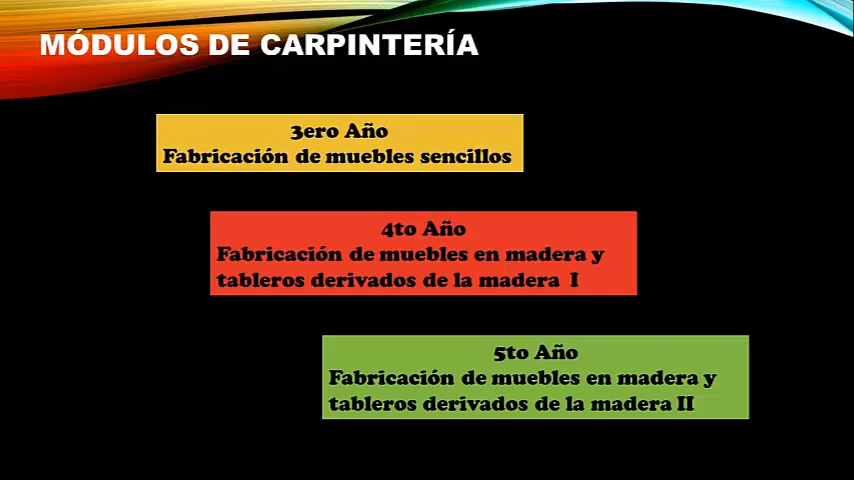 MÓDULOS DE CARPINTERÍA
3ero Año
Fabricación de muebles sencillos
4to Año
Fabricación de muebles en madera y
tableros derivados de la madera I
5to Año
Fabricación de muebles en madera y
tableros derivados de la madera II